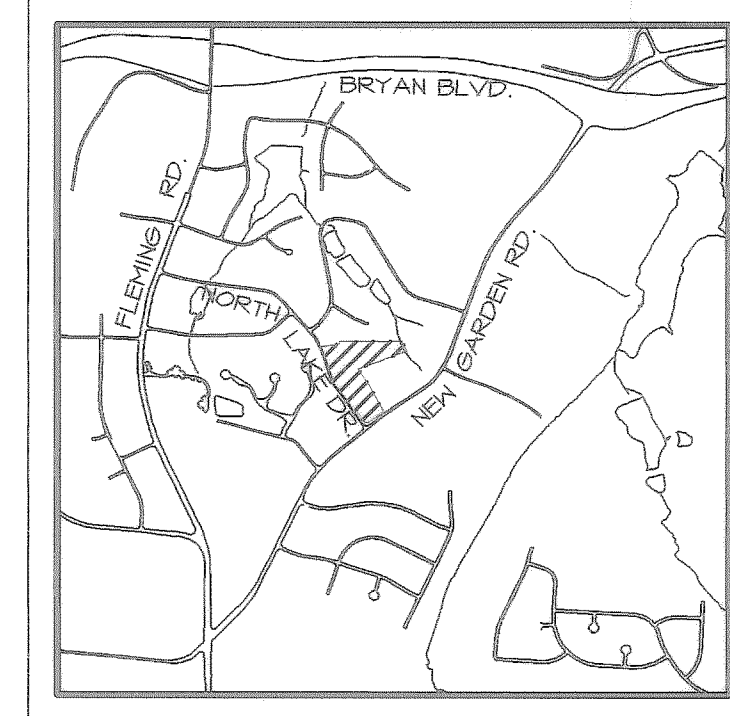 BRYAN BLVD.
FLEMING RD.
NORTH LAKE DR.
NEW GARDEN RD.